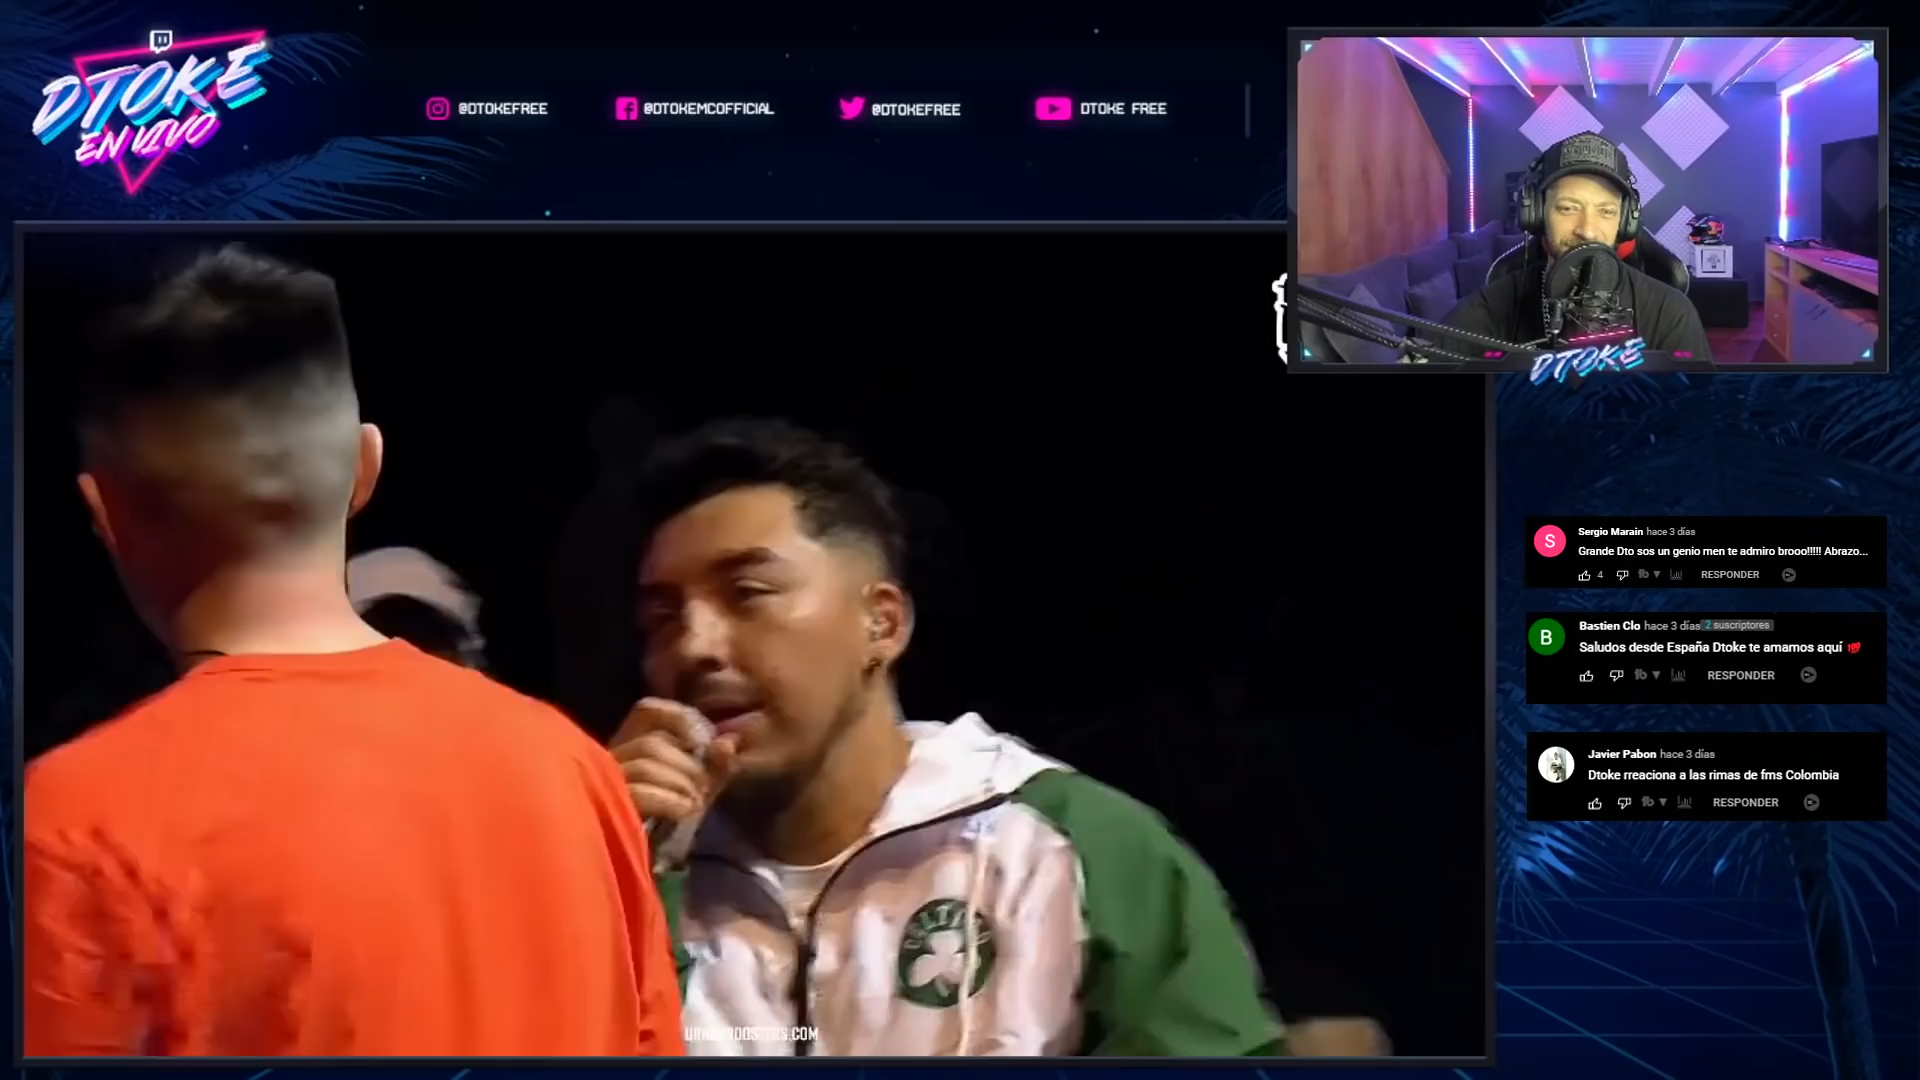 DTOKE
EN VIVO
@DTOKEFREE
@DTOKEMCOFFICIAL
@DTOKEFREE
DTOKE FREE
DTOKE
Sergio Marain hace 3 días
Grande Dto sos un genio men te admiro brooo!!!!! Abrazo...
4 RESPONDER
Bastien Clo hace 3 días 2 suscriptores
Saludos desde España Dtoke te amamos aquí 💯
RESPONDER
Javier Pabon hace 3 días
Dtoke rreaciona a las rimas de fms Colombia
RESPONDER
CELTICS
URBANROOSTERS.COM